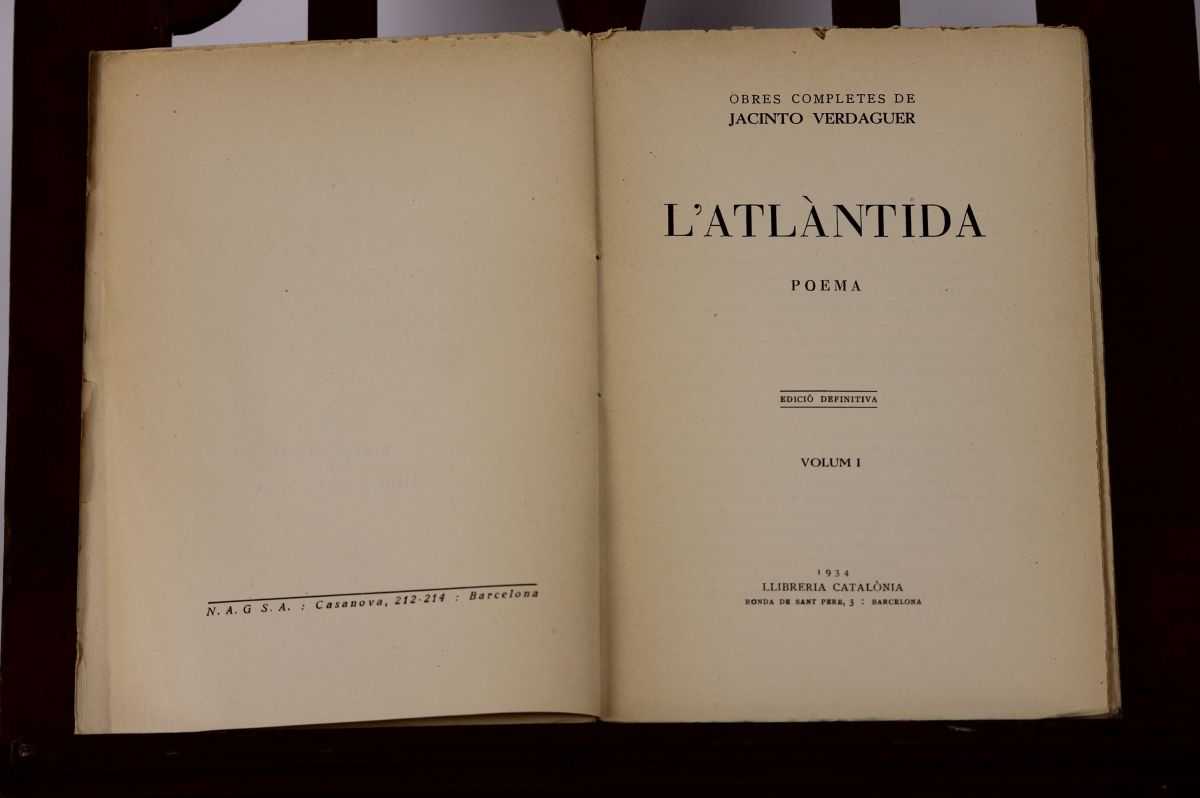 N. A. G S. A. : Casanova, 212-214 : Barcelona
OBRES COMPLETES DE
JACINTO VERDAGUER
L'ATLÀNTIDA
POEMA
EDICIÓ DEFINITIVA
VOLUM I
1934
LLIBRERIA CATALÒNIA
RONDA DE SANT PERE, 3 : BARCELONA